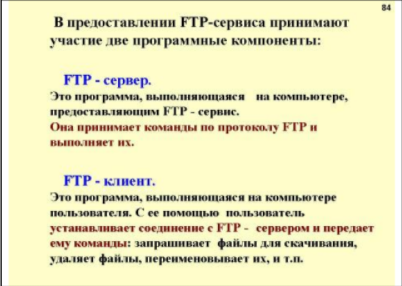 84
В предоставлении FTP-сервиса принимают
участие две программные компоненты:
FTP - сервер.
Это программа, выполняющаяся на компьютере,
предоставляющим FTP - сервис.
Она принимает команды по протоколу FTP и
выполняет их.
FTP - клиент.
Это программа, выполняющаяся на компьютере
пользователя. С ее помощью пользователь
устанавливает соединение с FTP - сервером и передает
ему команды: запрашивает файлы для скачивания,
удаляет файлы, переименовывает их, и т.п.